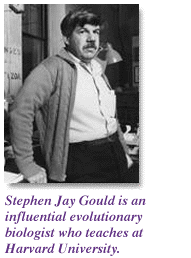 Stephen Jay Gould is an
influential evolutionary
biologist who teaches at
Harvard University.